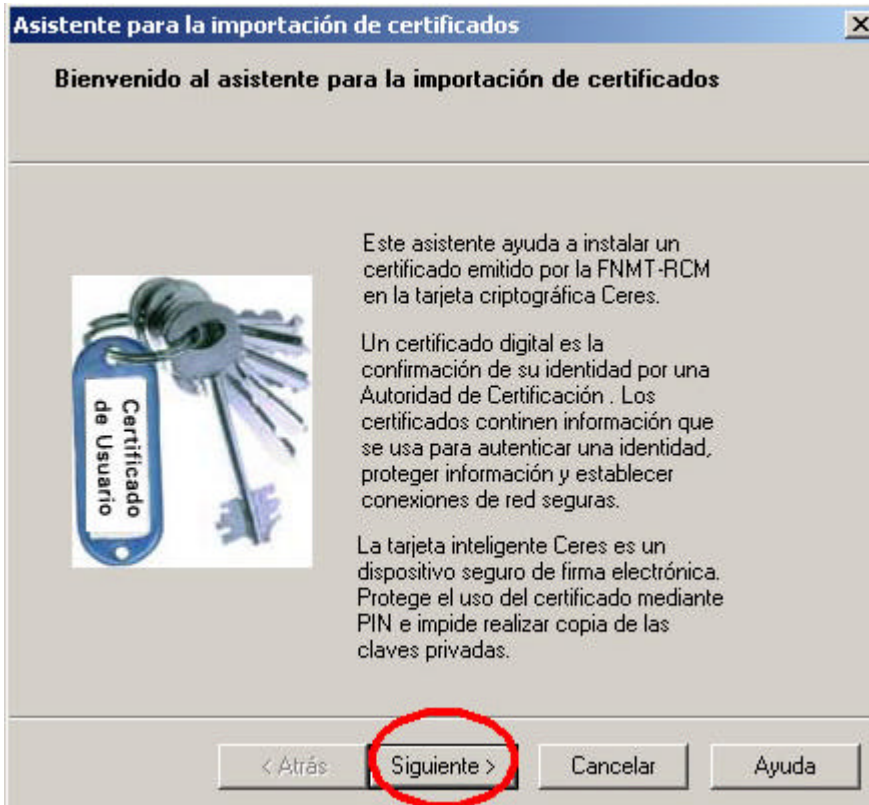 Asistente para la importación de certificados
Bienvenido al asistente para la importación de certificados
Este asistente ayuda a instalar un
certificado emitido por la FNMT-RCM
en la tarjeta criptográfica Ceres.
Un certificado digital es la
confirmación de su identidad por una
Autoridad de Certificación . Los
certificados continen información que
se usa para autenticar una identidad,
proteger información y establecer
conexiones de red seguras.
La tarjeta inteligente Ceres es un
dispositivo seguro de firma electrónica.
Protege el uso del certificado mediante
PIN e impide realizar copia de las
claves privadas.
Certificado
de Usuario
< Atrás
Siguiente >
Cancelar
Ayuda